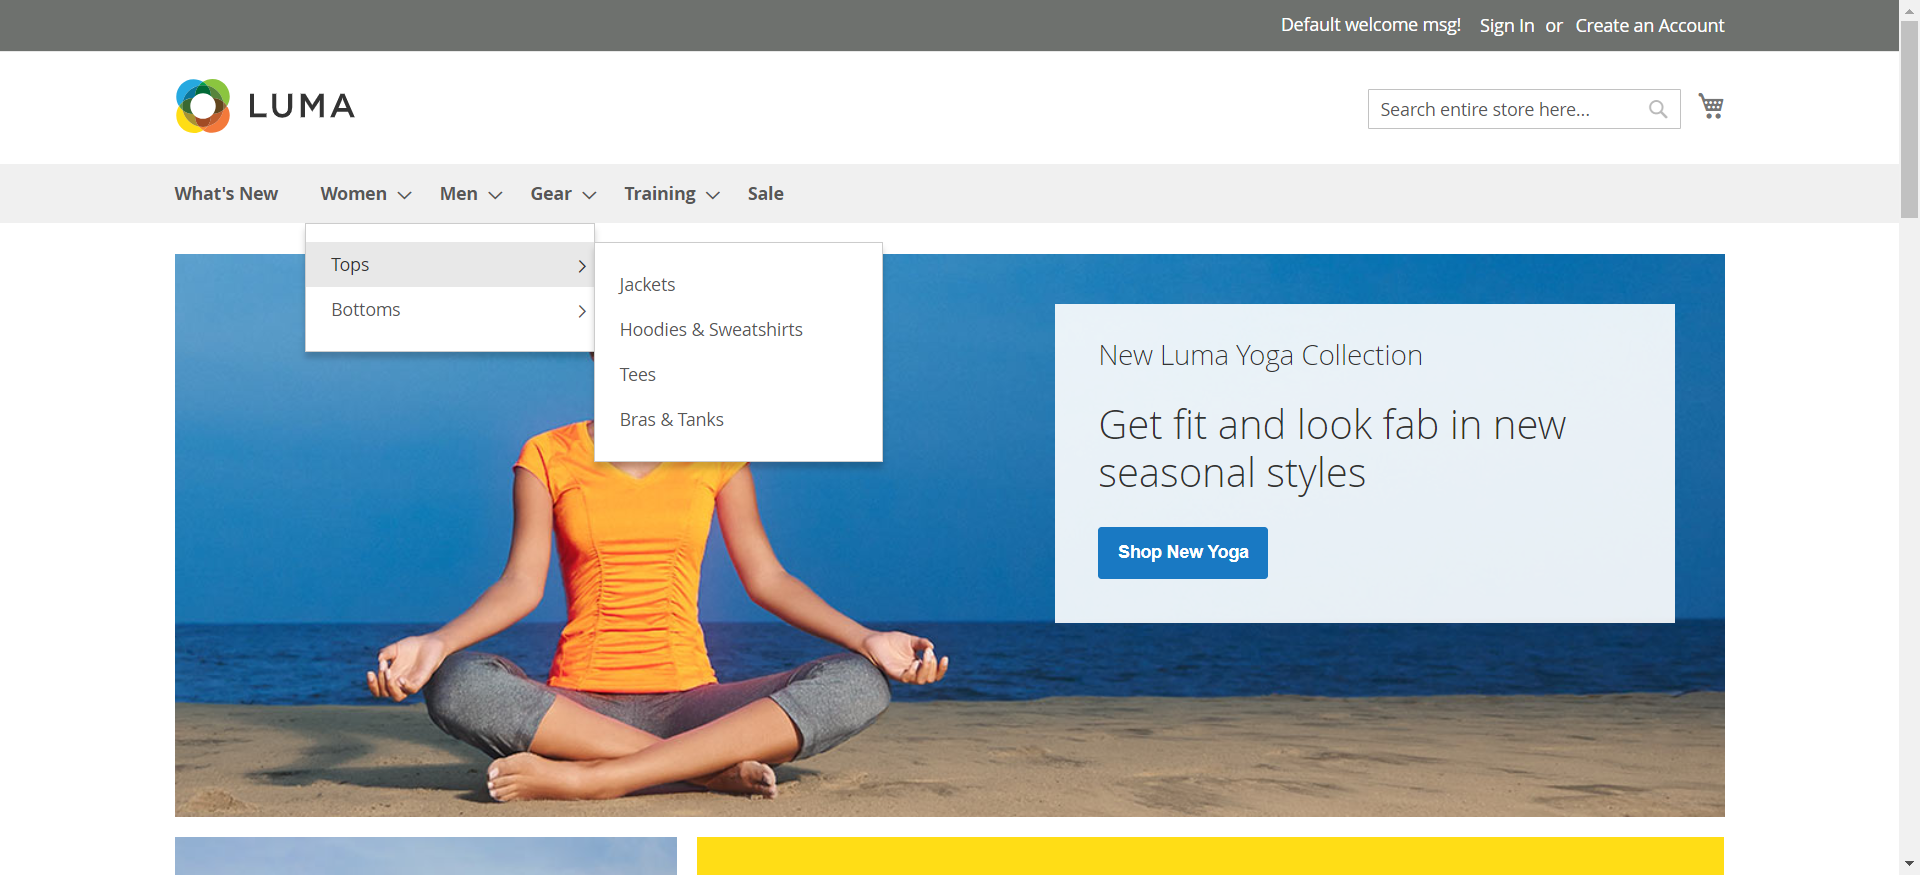 Default welcome msg! Sign In or Create an Account
LUMA
Search entire store here...
What's New Women Men Gear Training Sale
Tops
Bottoms
Jackets
Hoodies & Sweatshirts
Tees
Bras & Tanks
New Luma Yoga Collection
Get fit and look fab in new
seasonal styles
Shop New Yoga